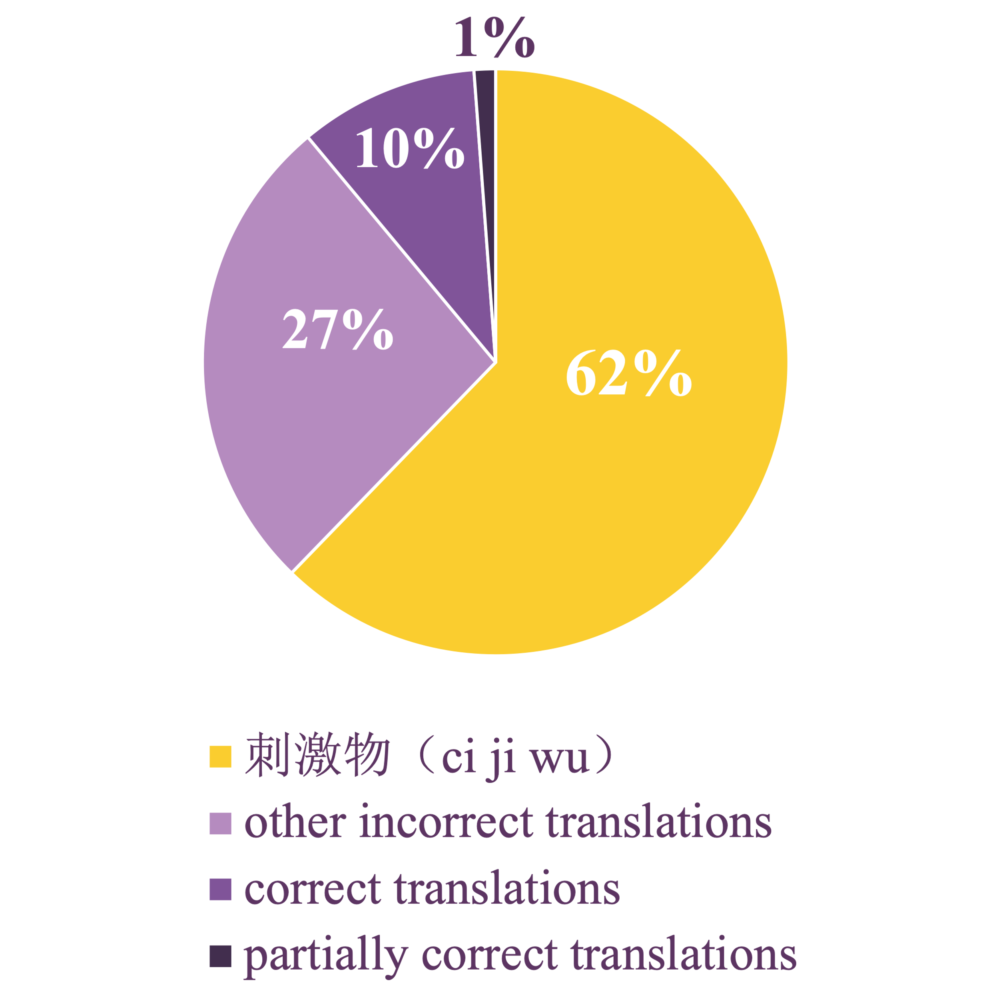 1%
10%
27%
62%
刺激物（ci ji wu）
other incorrect translations
correct translations
partially correct translations